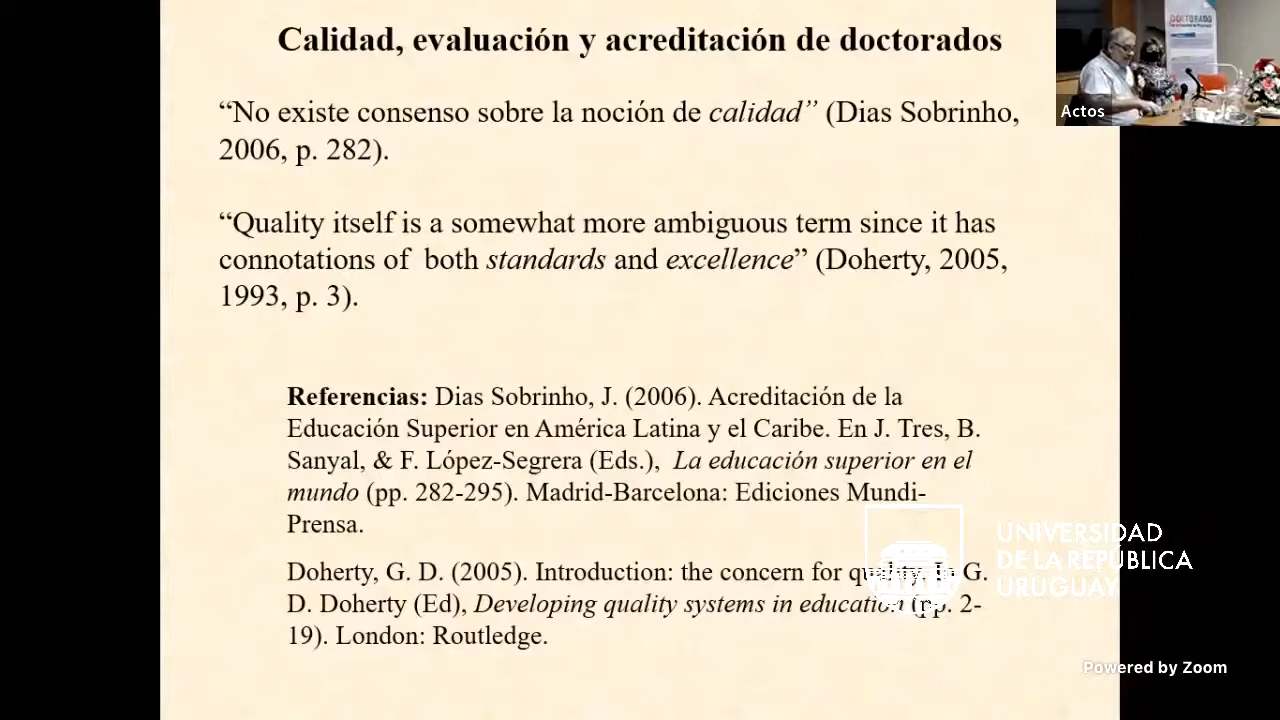 Calidad, evaluación y acreditación de doctorados
“No existe consenso sobre la noción de calidad” (Dias Sobrinho,
2006, p. 282).
“Quality itself is a somewhat more ambiguous term since it has
connotations of both standards and excellence” (Doherty, 2005,
1993, p. 3).
Referencias: Dias Sobrinho, J. (2006). Acreditación de la
Educación Superior en América Latina y el Caribe. En J. Tres, B.
Sanyal, & F. López-Segrera (Eds.), La educación superior en el
mundo (pp. 282-295). Madrid-Barcelona: Ediciones Mundi-
Prensa.
Doherty, G. D. (2005). Introduction: the concern for G.
D. Doherty (Ed), Developing quality systems in education (pp. 2-
19). London: Routledge.
DOCTORADO
Actos
UNIVERSIDAD
DE LA REPÚBLICA
URUGUAY
Powered by Zoom